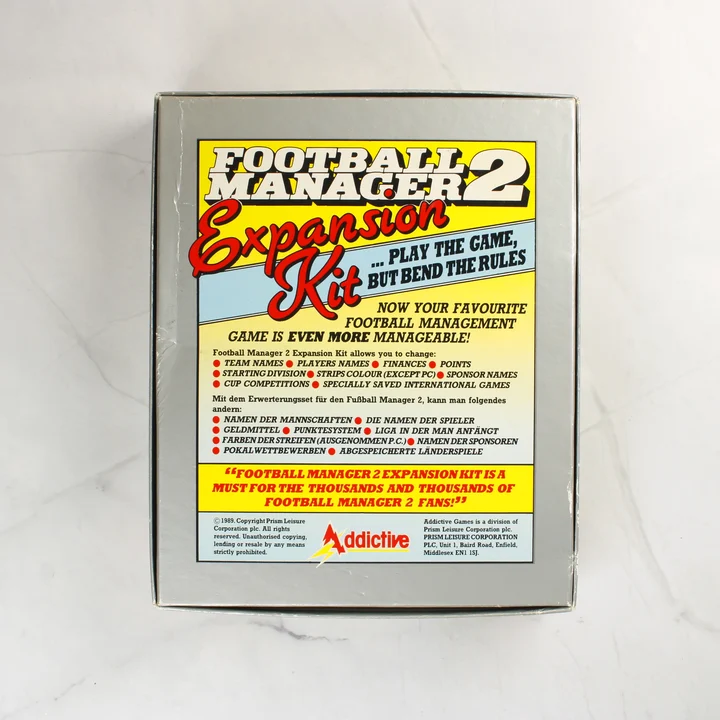 FOOTBALL
MANAGER 2
Expansion
Kit
... PLAY THE GAME,
BUT BEND THE RULES
NOW YOUR FAVOURITE
FOOTBALL MANAGEMENT
GAME IS EVEN MORE MANAGEABLE!
Football Manager 2 Expansion Kit allows you to change:
● TEAM NAMES ● PLAYERS NAMES ● FINANCES ● POINTS
● STARTING DIVISION ● STRIPS COLOUR (EXCEPT PC) ● SPONSOR NAMES
● CUP COMPETITIONS ● SPECIALLY SAVED INTERNATIONAL GAMES
Mit dem Erwerterungsset für den Fußball Manager 2, kann man folgendes
andern:
● NAMEN DER MANNSCHAFTEN ● DIE NAMEN DER SPIELER
● GELDMITTEL ● PUNKTESYSTEM ● LIGA IN DER MAN ANFÄNGT
● FARBEN DER STREIFEN (AUSGENOMMEN P.C.) ● NAMEN DER SPONSOREN
● POKALWETTBEWERBEN ● ABGESPEICHERTE LÄNDERSPIELE
“FOOTBALL MANAGER 2 EXPANSION KIT IS A
MUST FOR THE THOUSANDS AND THOUSANDS OF
FOOTBALL MANAGER 2 FANS!”
© 1989. Copyright Prism Leisure
Corporation plc. All rights
reserved. Unauthorised copying,
lending or resale by any means
strictly prohibited.
Addictive
Addictive Games is a division of
Prism Leisure Corporation plc.
PRISM LEISURE CORPORATION
PLC, Unit 1, Baird Road, Enfield,
Middlesex EN1 1SJ.